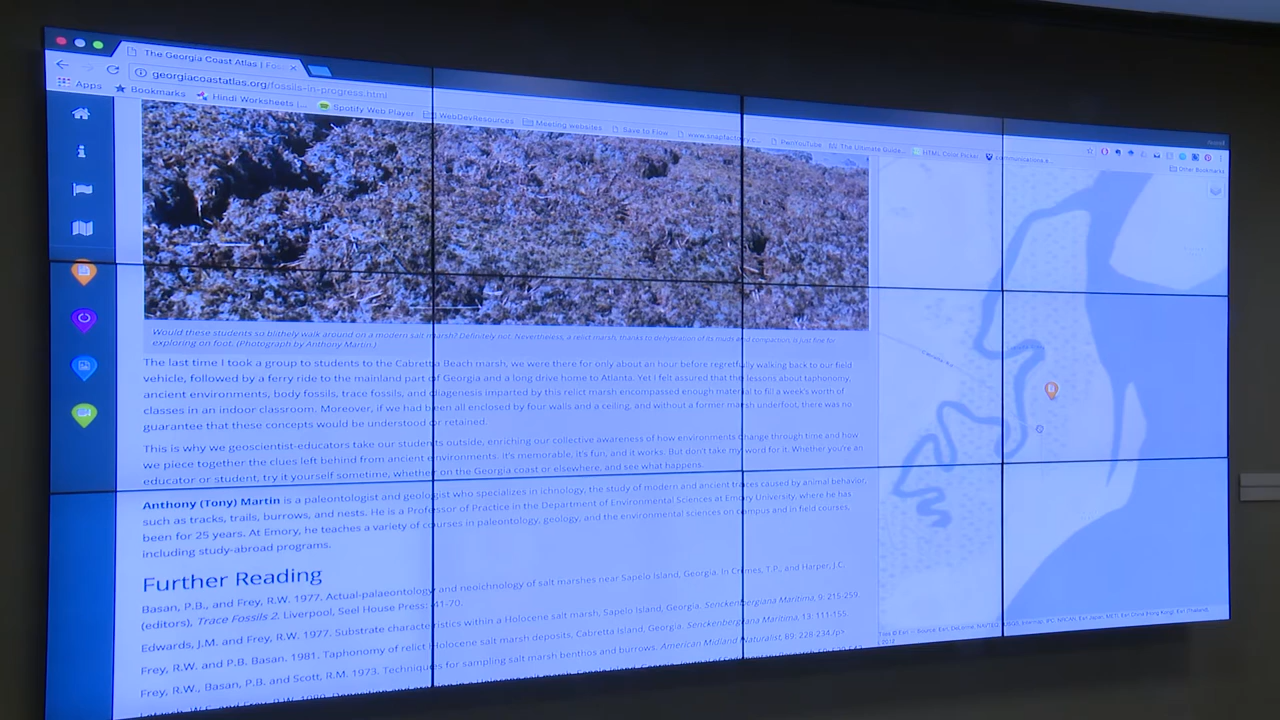 The Georgia Coast Atlas | Fos
georgiacoastatlas.org/fossils-in-progress.html
Apps Bookmarks Hindi Worksheets |... Spotify Web Player WebDevResources Meeting websites Save to Flow PwnYouTube The Ultimate Guide... HTML Color Picker communications.e...
Other Bookmarks
Would these students so blithely walk around on a modern salt marsh? Definitely not. Nevertheless, a relict marsh, thanks to dehydration of its muds and compaction, is just fine for
exploring on foot. (Photograph by Anthony Martin.)
The last time I took a group to students to the Cabretta Beach marsh, we were there for only about an hour before regretfully walking back to our field
vehicle, followed by a ferry ride to the mainland part of Georgia and a long drive home to Atlanta. Yet I felt assured that the lessons about taphonomy,
ancient environments, body fossils, trace fossils, and diagenesis imparted by this relict marsh encompassed enough material to fill a week's worth of
classes in an indoor classroom. Moreover, if we had been all enclosed by four walls and a ceiling, and without a former marsh underfoot, there was no
guarantee that these concepts would be understood or retained.
This is why we geoscientist-educators take our students outside, enriching our collective awareness of how environments change through time and how
we piece together the clues left behind from ancient environments. It's memorable, it's fun, and it works. But don't take my word for it. Whether you're an
educator or student, try it yourself sometime, whether on the Georgia coast or elsewhere, and see what happens.
Anthony (Tony) Martin is a paleontologist and geologist who specializes in ichnology, the study of modern and ancient traces caused by animal behavior,
such as tracks, trails, burrows, and nests. He is a Professor of Practice in the Department of Environmental Sciences at Emory University, where he has
been for 25 years. At Emory, he teaches a variety of courses in paleontology, geology, and the environmental sciences on campus and in field courses,
including study-abroad programs.
Further Reading
Basan, P.B., and Frey, R.W. 1977. Actual-palaeontology and neoichnology of salt marshes near Sapelo Island, Georgia. In Crimes, T.P., and Harper, J.C.
(editors), Trace Fossils 2. Liverpool, Seel House Press: 41-70.
Edwards, J.M. and Frey, R.W. 1977. Substrate characteristics within a Holocene salt marsh, Sapelo Island, Georgia. Senckenbergiana Maritima, 9: 215-259.
Frey, R.W. and P.B. Basan. 1981. Taphonomy of relict Holocene salt marsh deposits, Cabretta Island, Georgia. Senckenbergiana Maritima, 13: 111-155.
Frey, R.W., Basan, P.B. and Scott, R.M. 1973. Techniques for sampling salt marsh benthos and burrows. American Midland Naturalist, 89: 228-234.